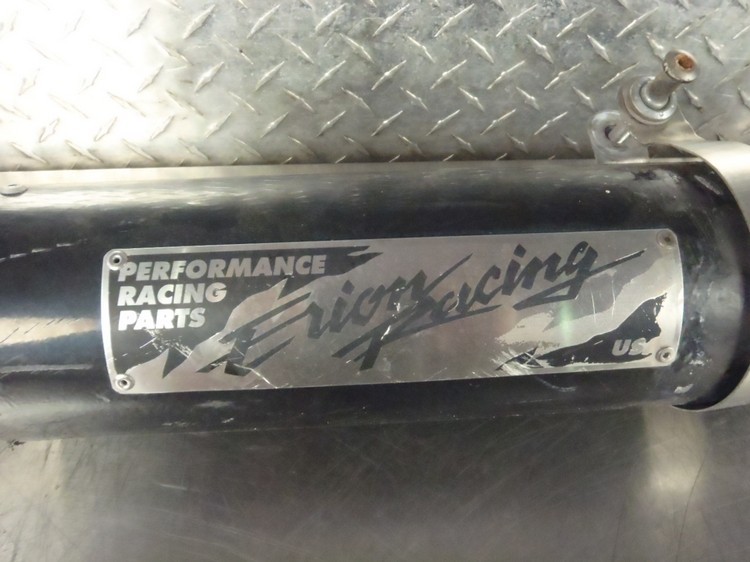 PERFORMANCE
RACING
PARTS
Erion Racing
US